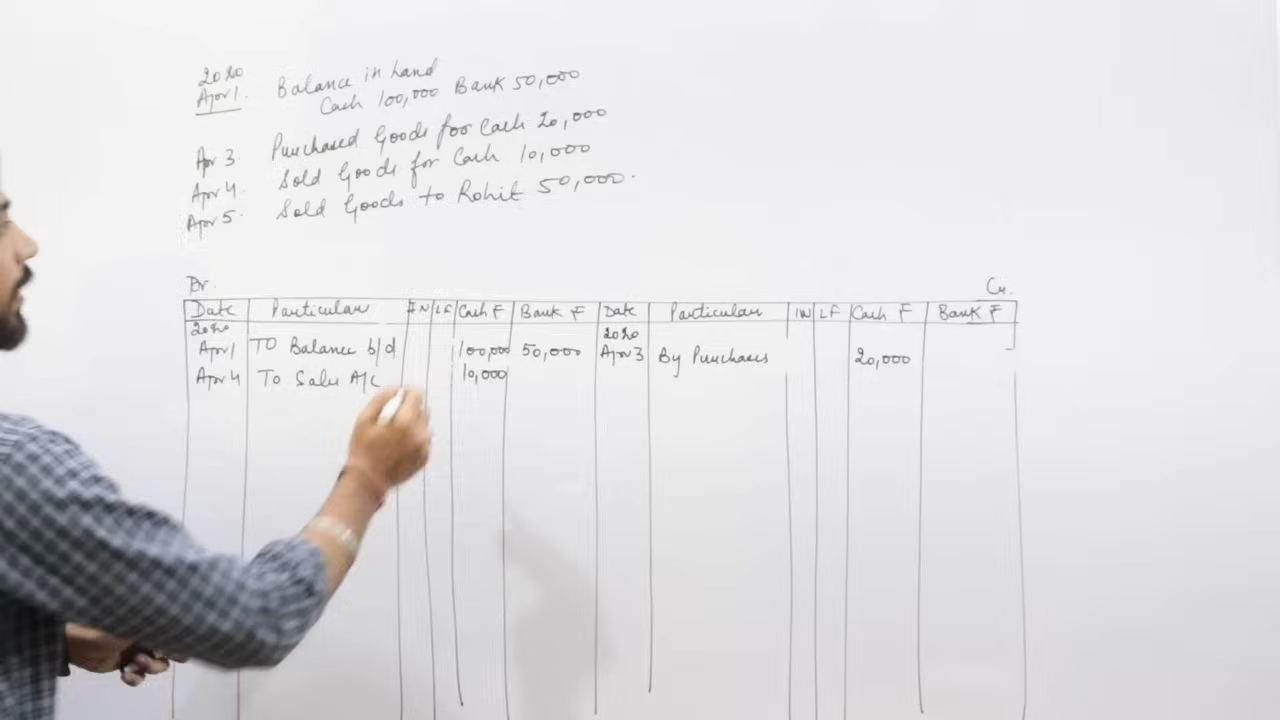 2020
Apr 1. Balance in hand
Cash 100,000 Bank 50,000
Apr 3 Purchased Goods for Cash 20,000
Apr 4. Sold Goods for Cash 10,000
Apr 5. Sold Goods to Rohit 50,000.
Dr. Cr.
Date Particular IN LF Cash F Bank F Date Particulars IN LF Cash F Bank F
2020 2020
Apr 1 TO Balance b/d 100,000 50,000 Apr 3 By Purchases 20,000
Apr 4 To Sales A/c 10,000